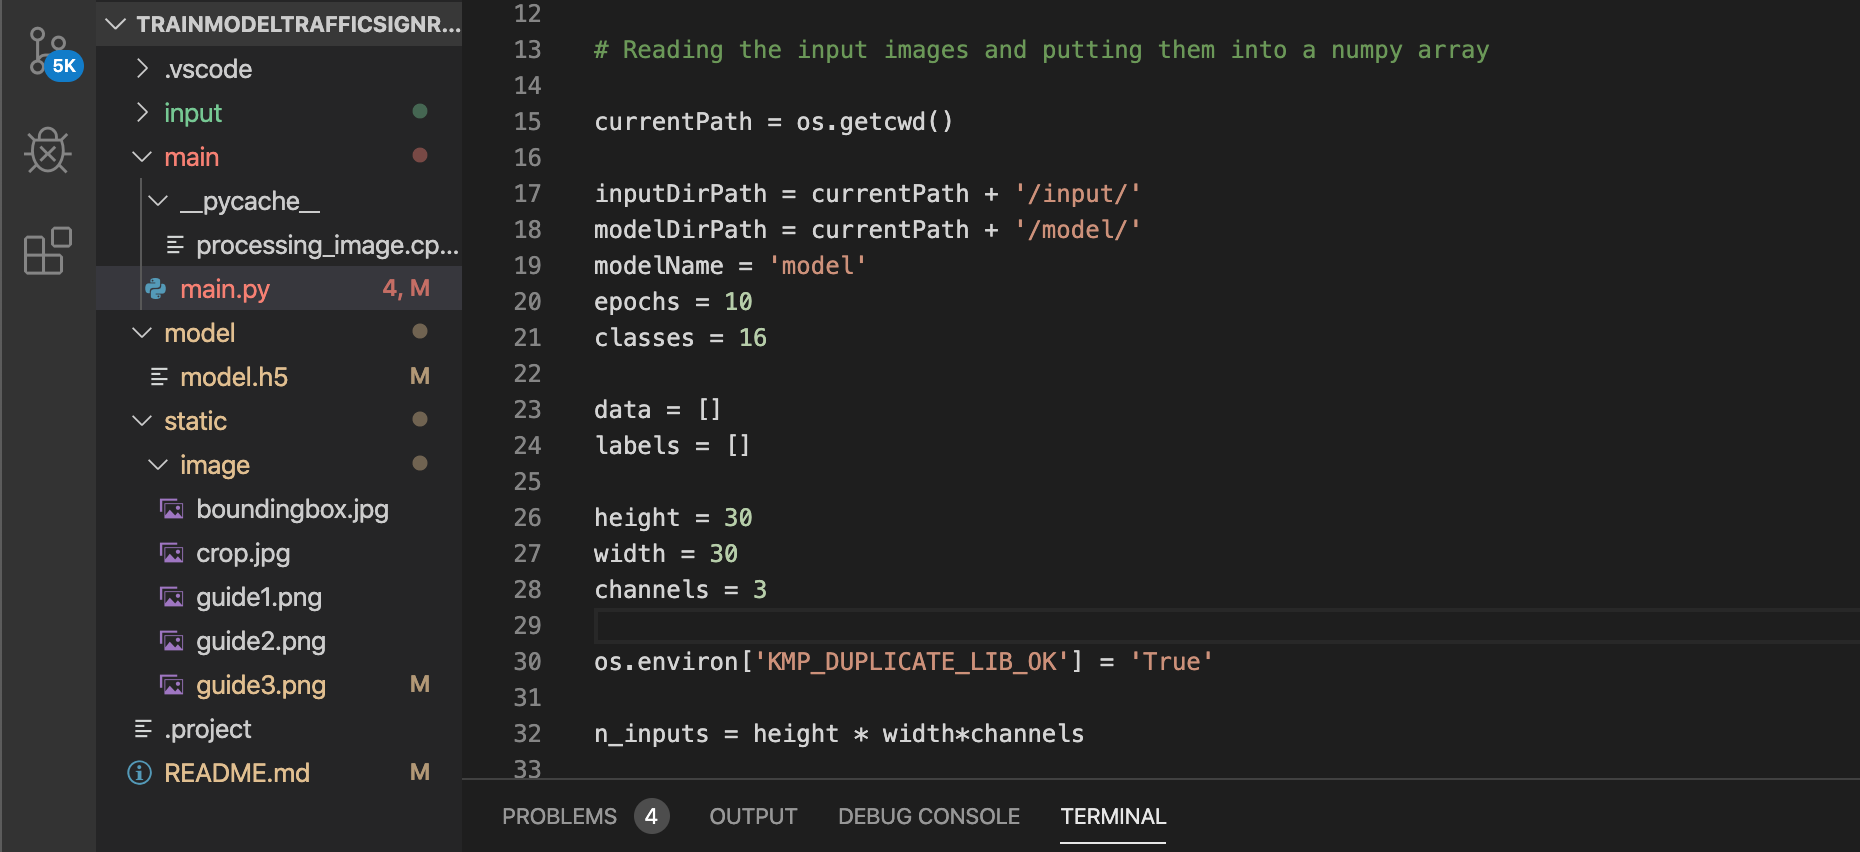 5K
TRAINMODELTRAFFICSIGNR...
.vscode
input
main
__pycache__
processing_image.cp...
main.py 4, M
model
model.h5 M
static
image
boundingbox.jpg
crop.jpg
guide1.png
guide2.png
guide3.png M
.project
README.md M
12
13 # Reading the input images and putting them into a numpy array
14
15 currentPath = os.getcwd()
16
17 inputDirPath = currentPath + '/input/'
18 modelDirPath = currentPath + '/model/'
19 modelName = 'model'
20 epochs = 10
21 classes = 16
22
23 data = []
24 labels = []
25
26 height = 30
27 width = 30
28 channels = 3
29
30 os.environ['KMP_DUPLICATE_LIB_OK'] = 'True'
31
32 n_inputs = height * width*channels
33
PROBLEMS 4 OUTPUT DEBUG CONSOLE TERMINAL